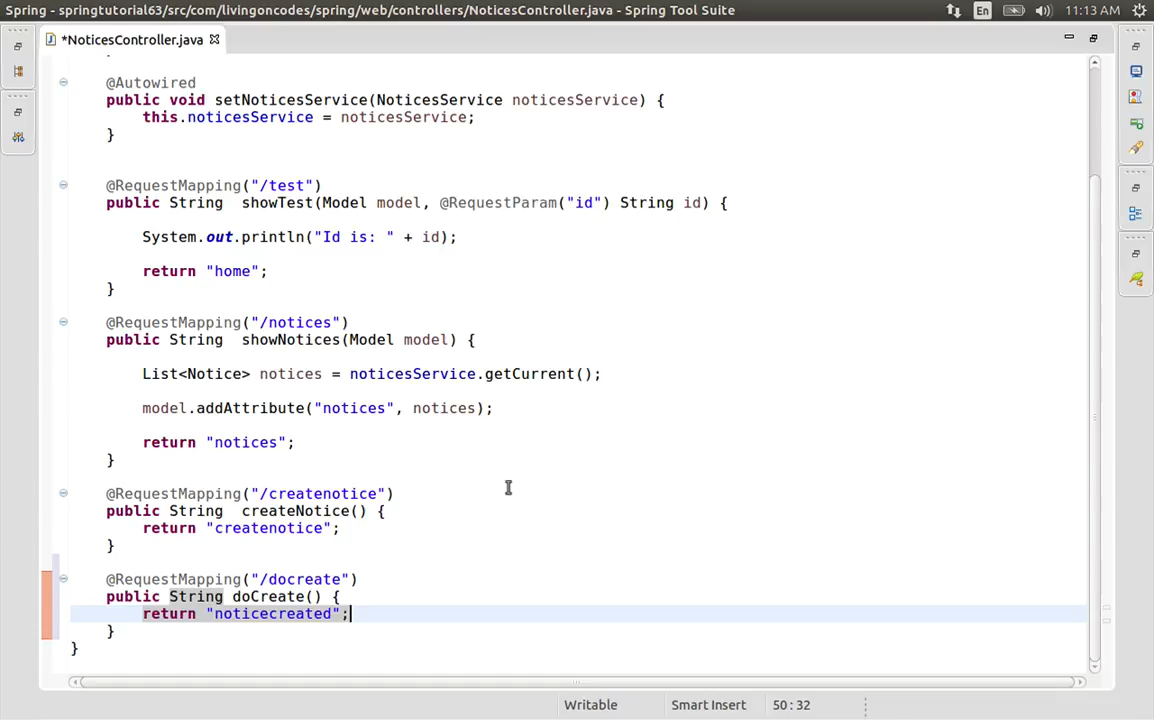 Spring - springtutorial63/src/com/livingoncodes/spring/web/controllers/NoticesController.java - Spring Tool Suite
En
11:13 AM
*NoticesController.java
@Autowired
public void setNoticesService(NoticesService noticesService) {
this.noticesService = noticesService;
}
@RequestMapping("/test")
public String  showTest(Model model, @RequestParam("id") String id) {
System.out.println("Id is: " + id);
return "home";
}
@RequestMapping("/notices")
public String  showNotices(Model model) {
List<Notice> notices = noticesService.getCurrent();
model.addAttribute("notices", notices);
return "notices";
}
@RequestMapping("/createnotice")
public String  createNotice() {
return "createnotice";
}
@RequestMapping("/docreate")
public String doCreate() {
return "noticecreated";
}
}
Writable
Smart Insert
50 : 32